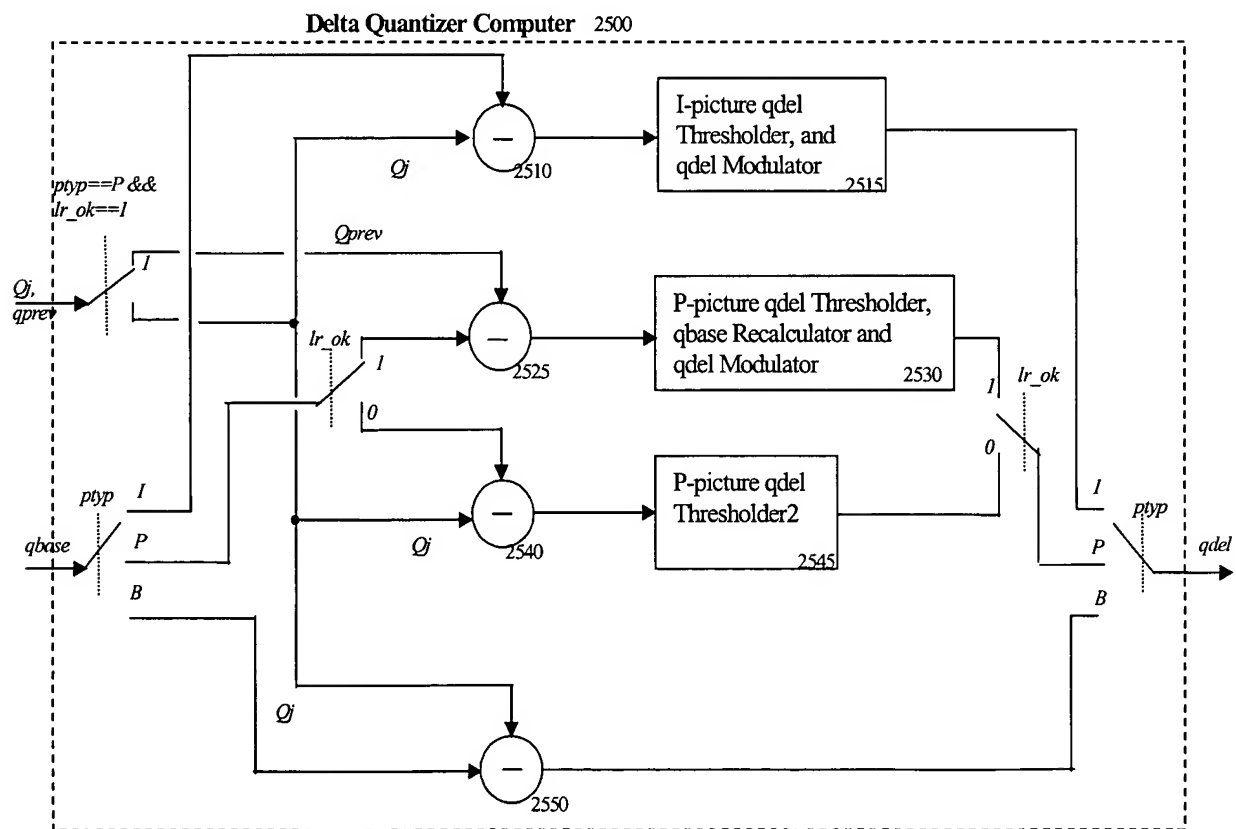 Delta Quantizer Computer 2500
I-picture qdel
Thresholder, and
qdel Modulator
2515
Qj
2510
ptyp==P &&
lr_ok==1
Qprev
1
Qj,
qprev
P-picture qdel Thresholder,
qbase Recalculator and
qdel Modulator
2530
lr_ok
1
2525
lr_ok
1
0
0
P-picture qdel
Thresholder2
2545
ptyp
I
Qj
2540
I
ptyp
qbase
P
P
qdel
B
B
Qj
2550